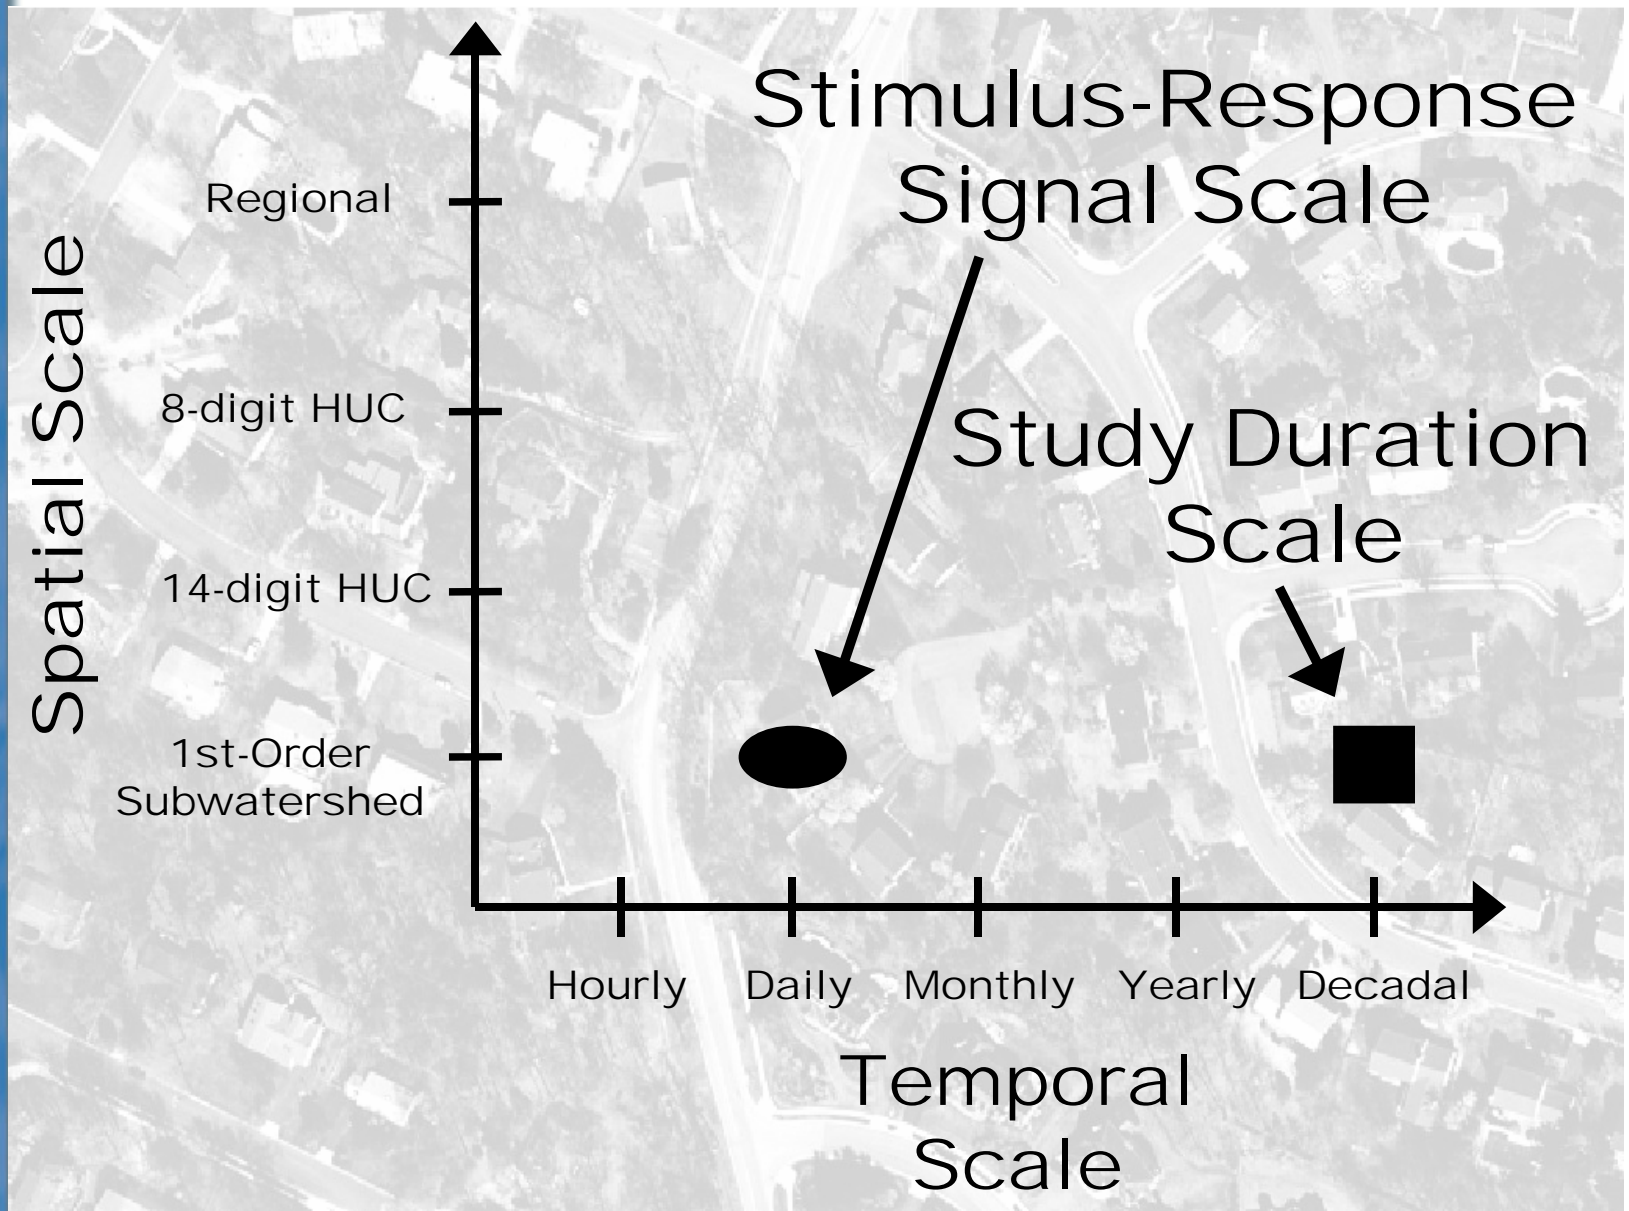 Stimulus-Response
Signal Scale
Regional
Spatial Scale
8-digit HUC
Study Duration
Scale
14-digit HUC
1st-Order
Subwatershed
Hourly Daily Monthly Yearly Decadal
Temporal
Scale